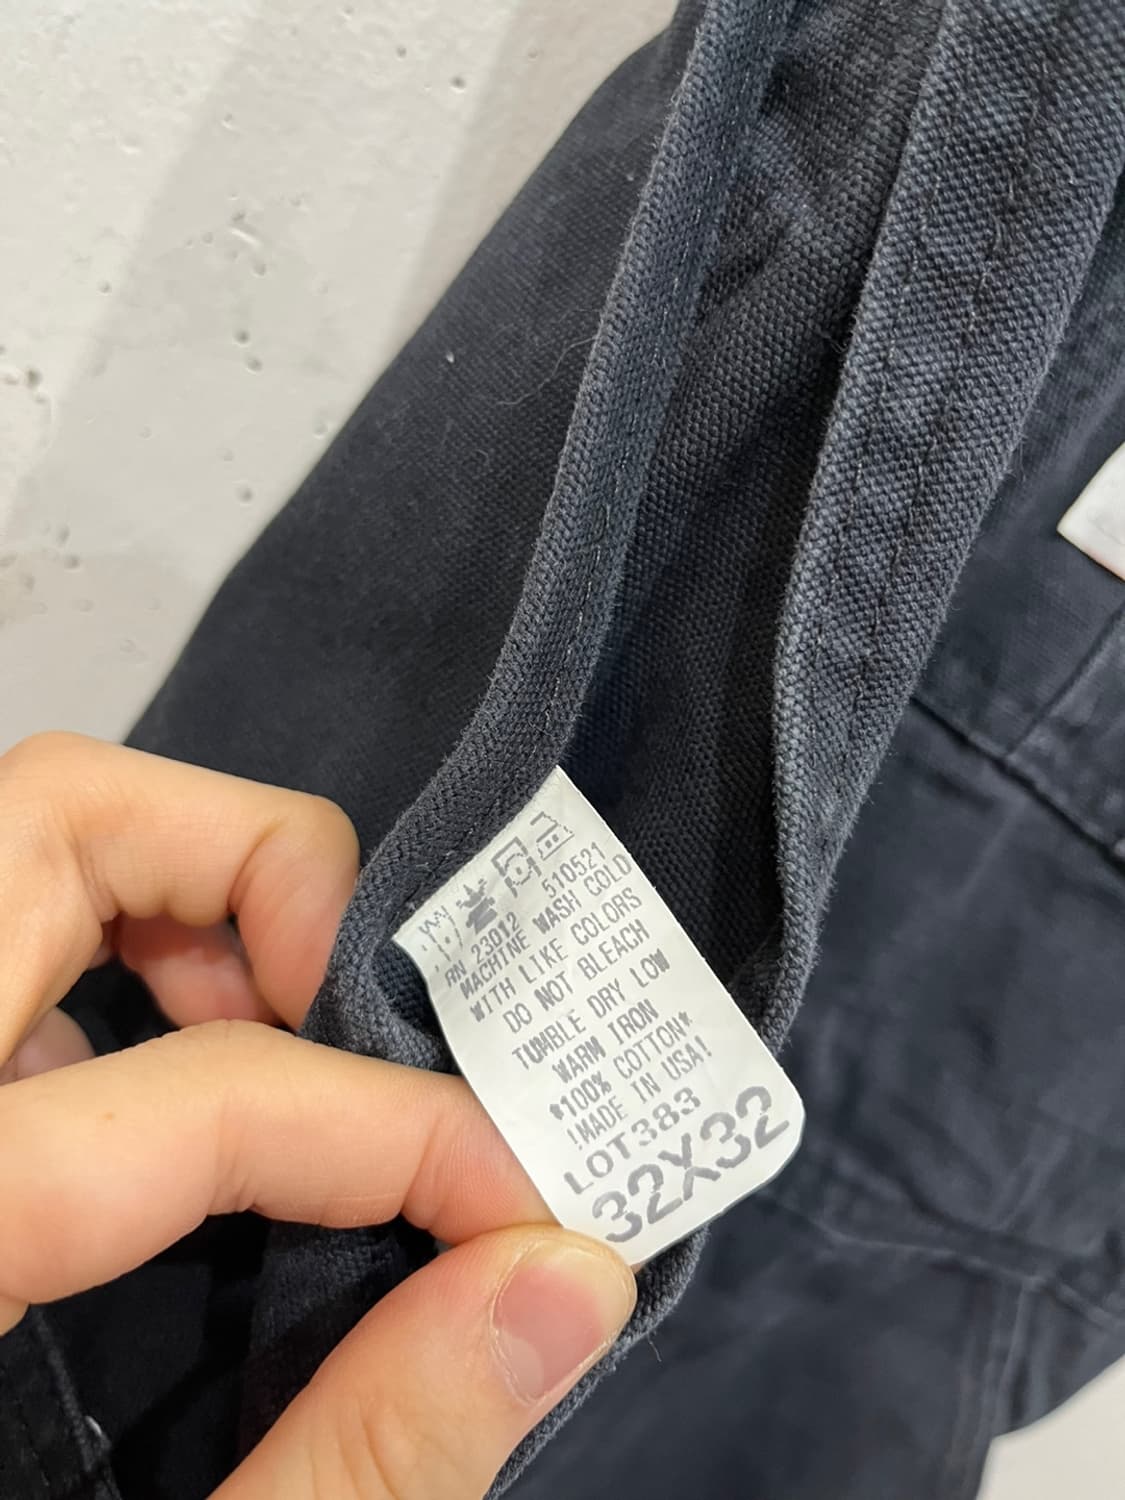 510521
RN 23012
MACHINE WASH COLD
WITH LIKE COLORS
DO NOT BLEACH
TUMBLE DRY LOW
WARM IRON
*100% COTTON*
!MADE IN USA!
LOT383
32X32